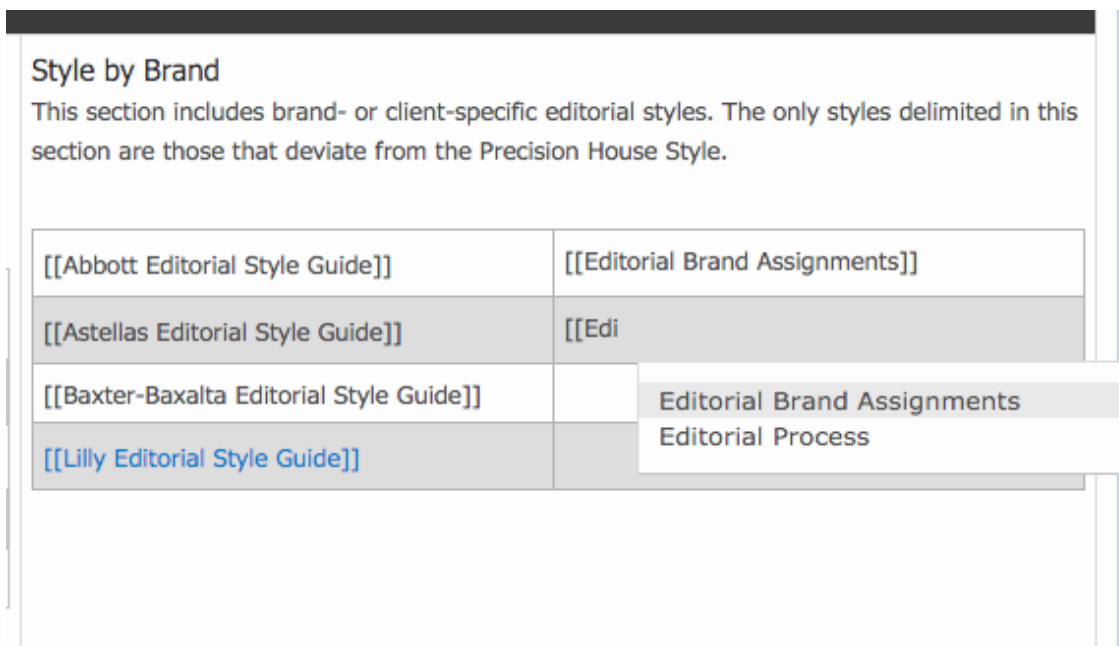 Style by Brand
This section includes brand- or client-specific editorial styles. The only styles delimited in this
section are those that deviate from the Precision House Style.
[[Abbott Editorial Style Guide]]
[[Editorial Brand Assignments]]
[[Astellas Editorial Style Guide]]
[[Edi
[[Baxter-Baxalta Editorial Style Guide]]
Editorial Brand Assignments
Editorial Process
[[Lilly Editorial Style Guide]]